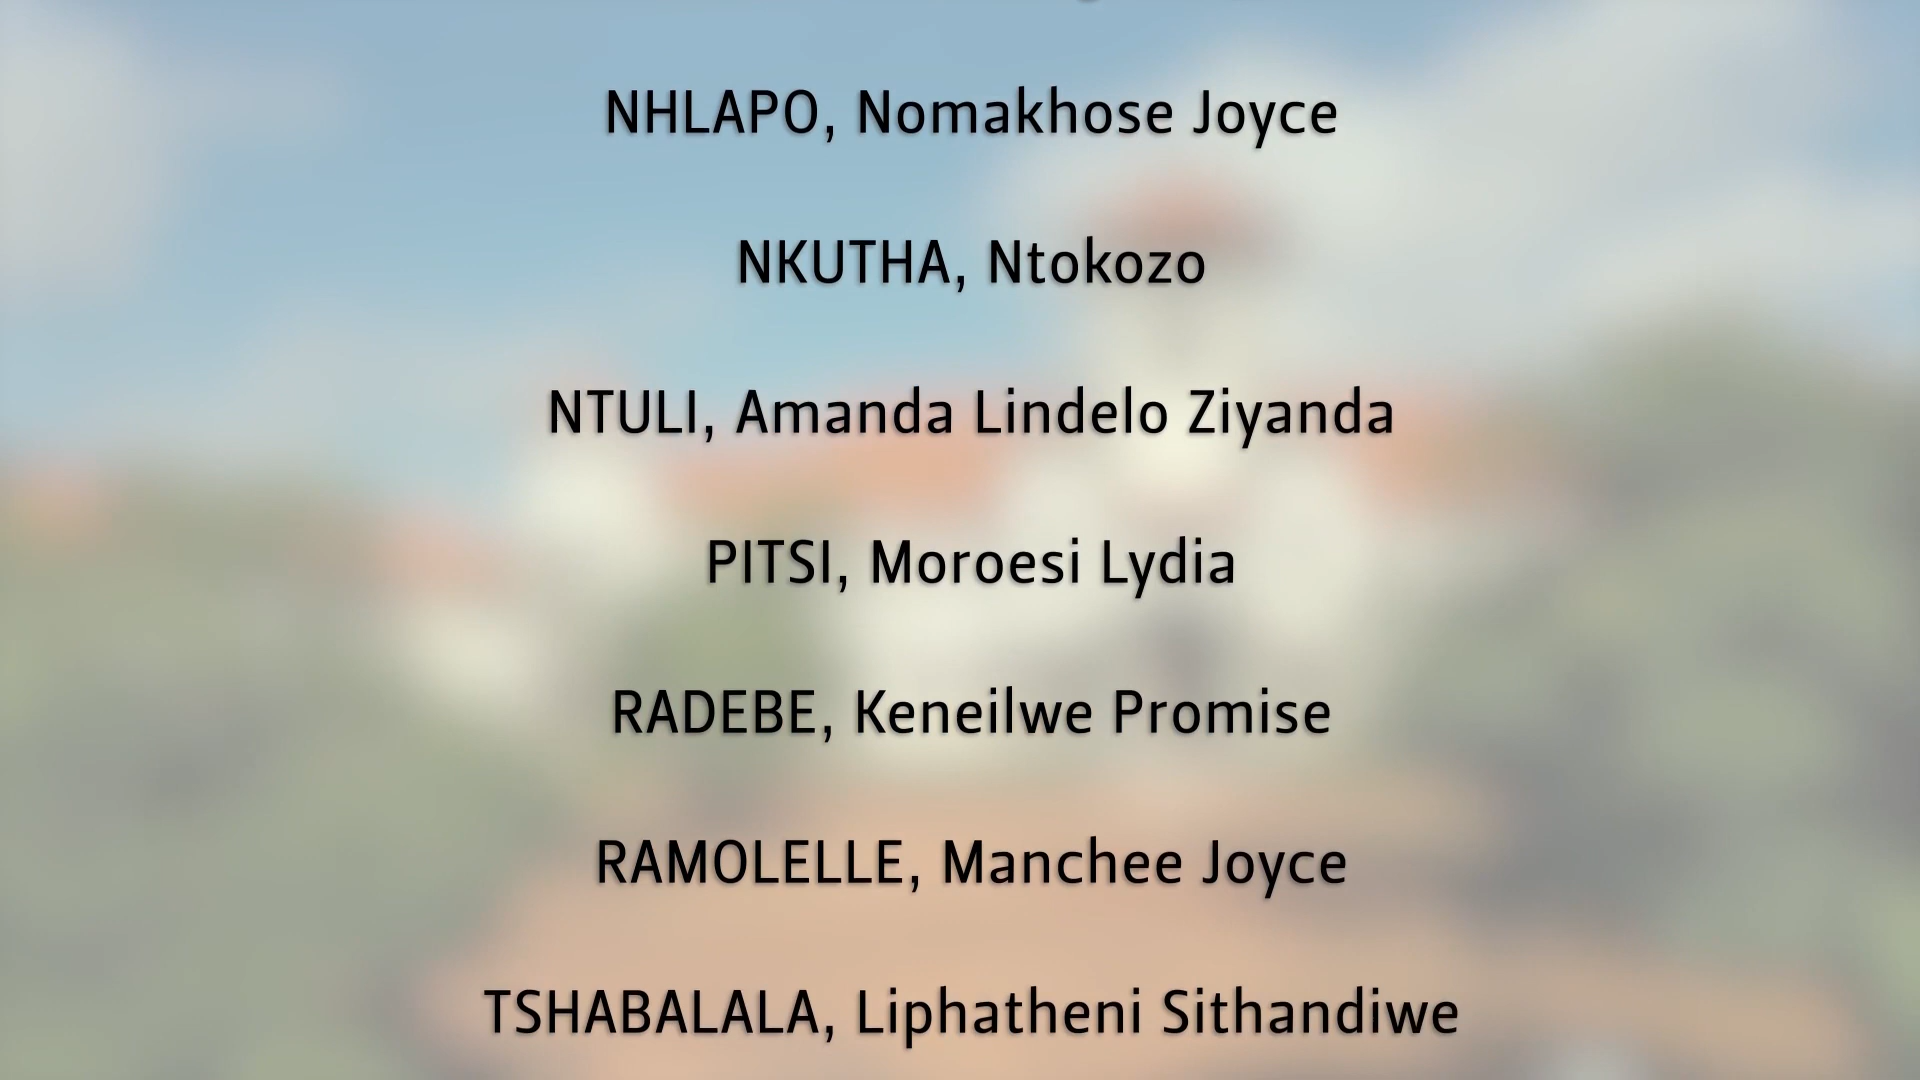 NHLAPO, Nomakhose Joyce
NKUTHA, Ntokozo
NTULI, Amanda Lindelo Ziyanda
PITSI, Moroesi Lydia
RADEBE, Keneilwe Promise
RAMOLELLE, Manchee Joyce
TSHABALALA, Liphatheni Sithandiwe